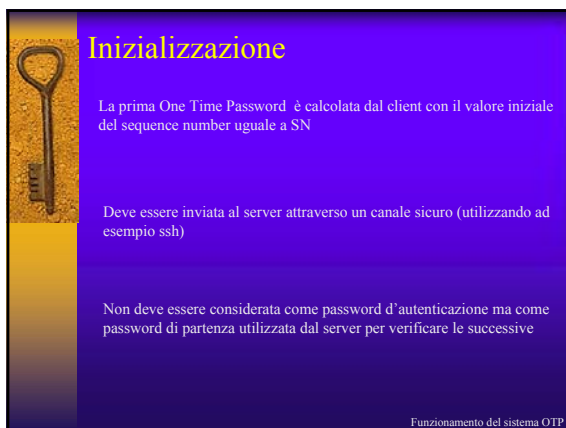 Inizializzazione
La prima One Time Password è calcolata dal client con il valore iniziale
del sequence number uguale a SN
Deve essere inviata al server attraverso un canale sicuro (utilizzando ad
esempio ssh)
Non deve essere considerata come password d'autenticazione ma come
password di partenza utilizzata dal server per verificare le successive
Funzionamento del sistema OTP